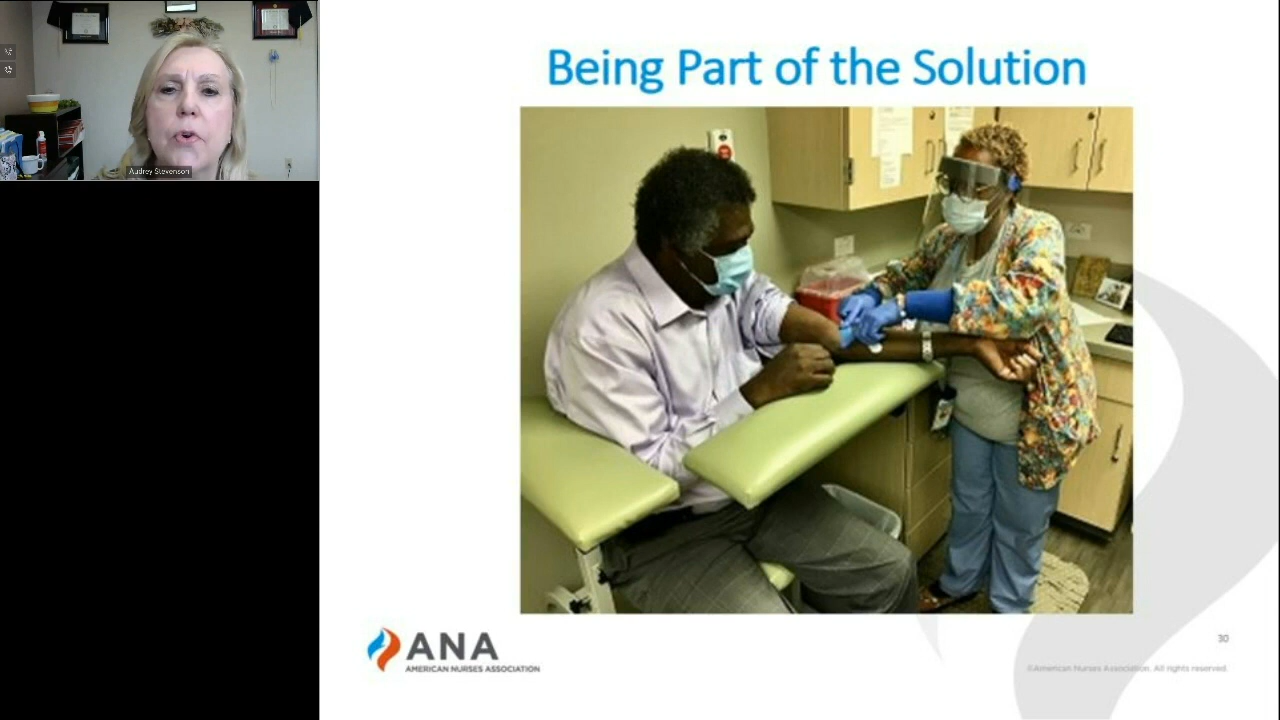 Audrey Stevenson
Being Part of the Solution
ANA
AMERICAN NURSES ASSOCIATION
30
©American Nurses Association. All rights reserved.